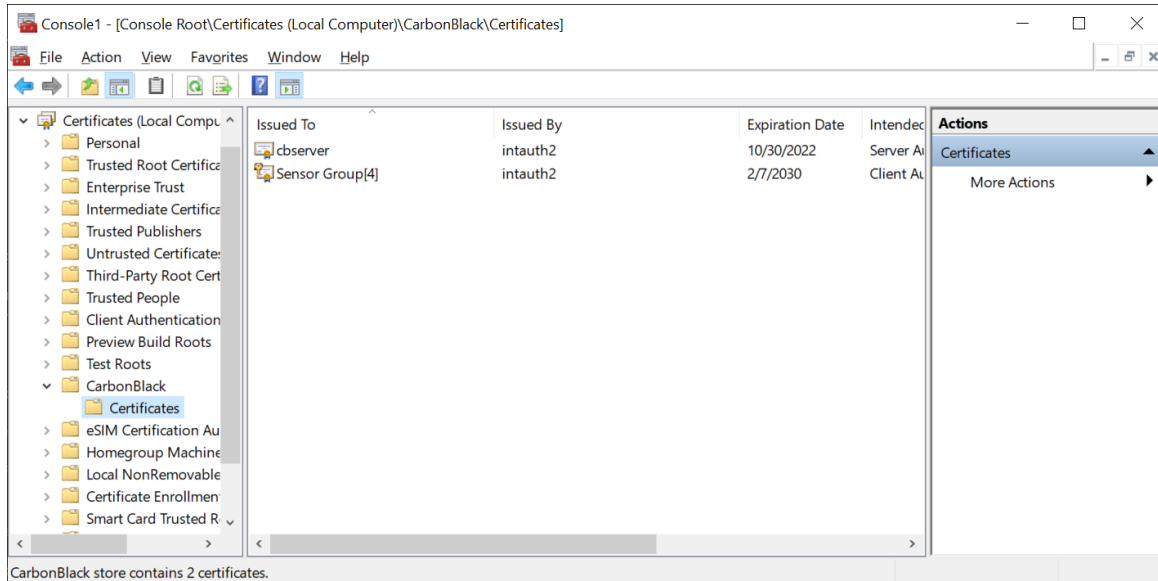 Console1 - [Console Root\Certificates (Local Computer)\CarbonBlack\Certificates]
File Action View Favorites Window Help
Certificates (Local Compu
Personal
Trusted Root Certifica
Enterprise Trust
Intermediate Certifica
Trusted Publishers
Untrusted Certificates
Third-Party Root Cert
Trusted People
Client Authentication
Preview Build Roots
Test Roots
CarbonBlack
Certificates
eSIM Certification Au
Homegroup Machine
Local NonRemovable
Certificate Enrollmen
Smart Card Trusted R
Issued To Issued By Expiration Date Intended
cbserver intauth2 10/30/2022 Server Au
Sensor Group[4] intauth2 2/7/2030 Client Au
Actions
Certificates
More Actions
CarbonBlack store contains 2 certificates.